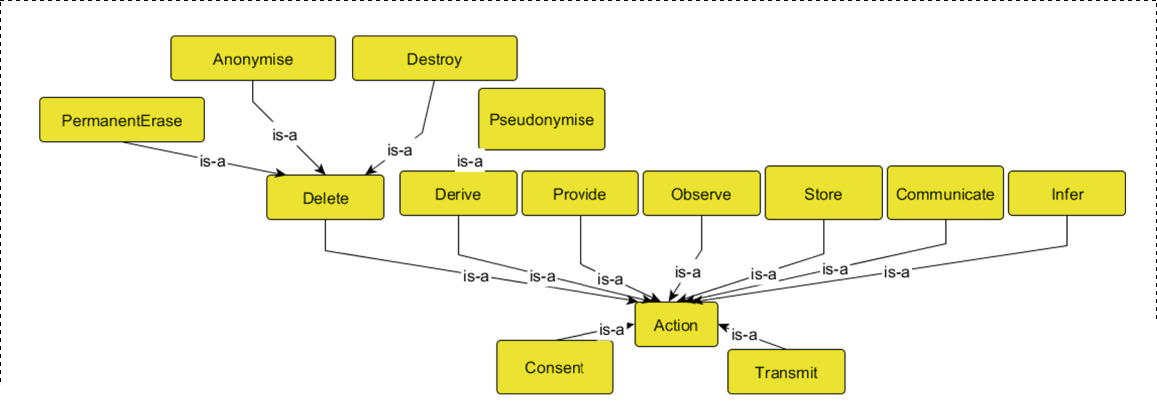 Anonymise
Destroy
PermanentErase
Pseudonymise
is-a
is-a
is-a
is-a
Delete
Derive
Provide
Observe
Store
Communicate
Infer
is-a
is-a
is-a
is-a
is-a
is-a
is-a
Action
is-a
is-a
Consent
Transmit